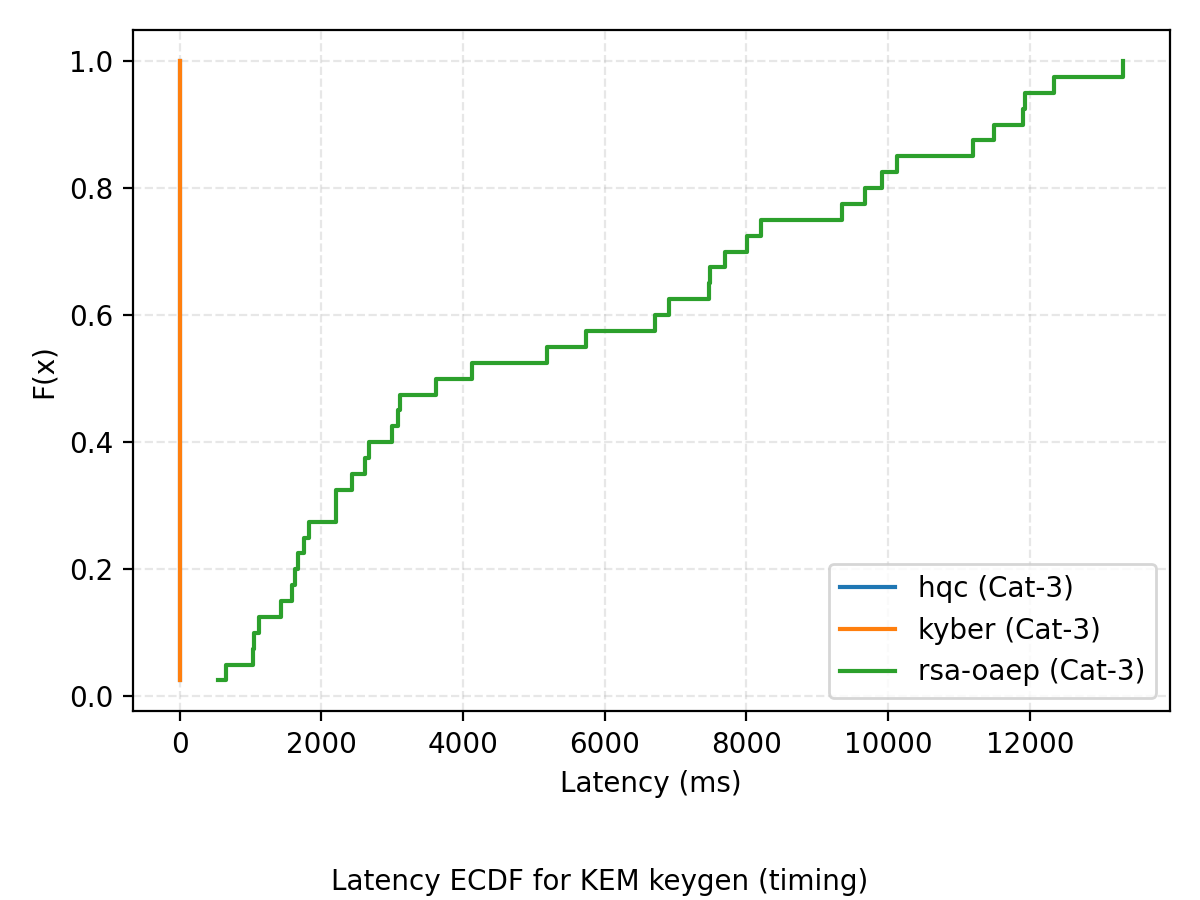 1.0
0.8
0.6
0.4
0.2
0.0
F(x)
hqc (Cat-3)
kyber (Cat-3)
rsa-oaep (Cat-3)
0 2000 4000 6000 8000 10000 12000
Latency (ms)
Latency ECDF for KEM keygen (timing)